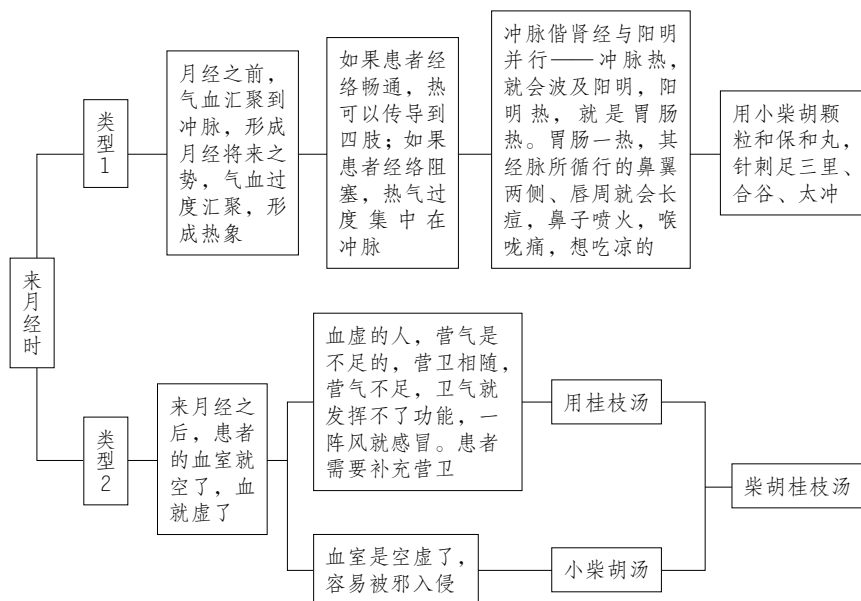 来月经时
类型1
月经之前，
气血汇聚到
冲脉，形成
月经将来之
势，气血过
度汇聚，形
成热象
如果患者经
络畅通，热
可以传导到
四肢；如果
患者经络阻
塞，热气过
度集中在
冲脉
冲脉偕肾经与阳明
并行——冲脉热，
就会波及阳明，阳
明热，就是胃肠
热。胃肠一热，其
经脉所循行的鼻翼
两侧、唇周就会长
痘，鼻子喷火，喉
咙痛，想吃凉的
用小柴胡颗
粒和保和丸，
针刺足三里、
合谷、太冲
类型2
来月经之
后，患者
的血室就
空了，血
就虚了
血虚的人，营气是
不足的，营卫相随，
营气不足，卫气就
发挥不了功能，一
阵风就感冒。患者
需要补充营卫
用桂枝汤
血室是空虚了，
容易被邪入侵
小柴胡汤
柴胡桂枝汤